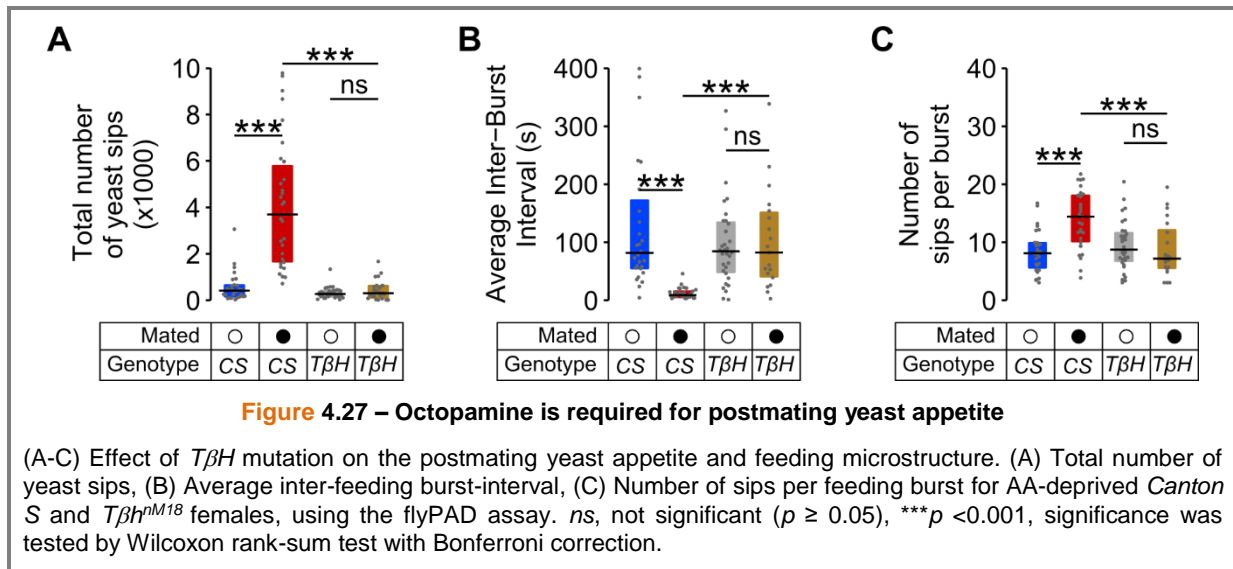 A
Total number
of yeast sips
(x1000)
10
8
6
4
2
0
***
***
ns
Mated ○ ● ○ ●
Genotype CS CS TβH TβH
B
Average Inter−Burst
Interval (s)
400
300
200
100
0
***
***
ns
Mated ○ ● ○ ●
Genotype CS CS TβH TβH
C
Number of
sips per burst
40
30
20
10
0
***
***
ns
Mated ○ ● ○ ●
Genotype CS CS TβH TβH
Figure 4.27 – Octopamine is required for postmating yeast appetite
(A-C) Effect of TβH mutation on the postmating yeast appetite and feeding microstructure. (A) Total number of
yeast sips, (B) Average inter-feeding burst-interval, (C) Number of sips per feeding burst for AA-deprived Canton
S and Tβhⁿᴹ¹⁸ females, using the flyPAD assay. ns, not significant (p ≥ 0.05), ***p <0.001, significance was
tested by Wilcoxon rank-sum test with Bonferroni correction.